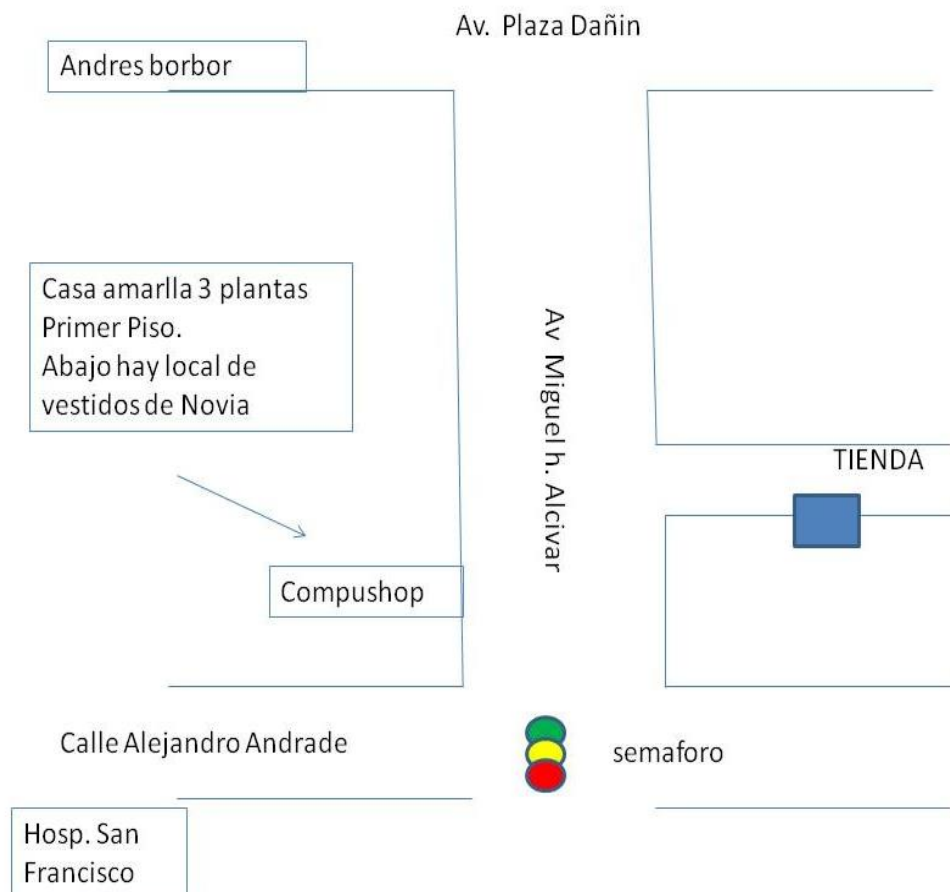 Av. Plaza Dañin
Andres borbor
Casa amarlla 3 plantas
Primer Piso.
Abajo hay local de
vestidos de Novia
Av Miguel h. Alcivar
TIENDA
Compushop
Calle Alejandro Andrade
semaforo
Hosp. San
Francisco